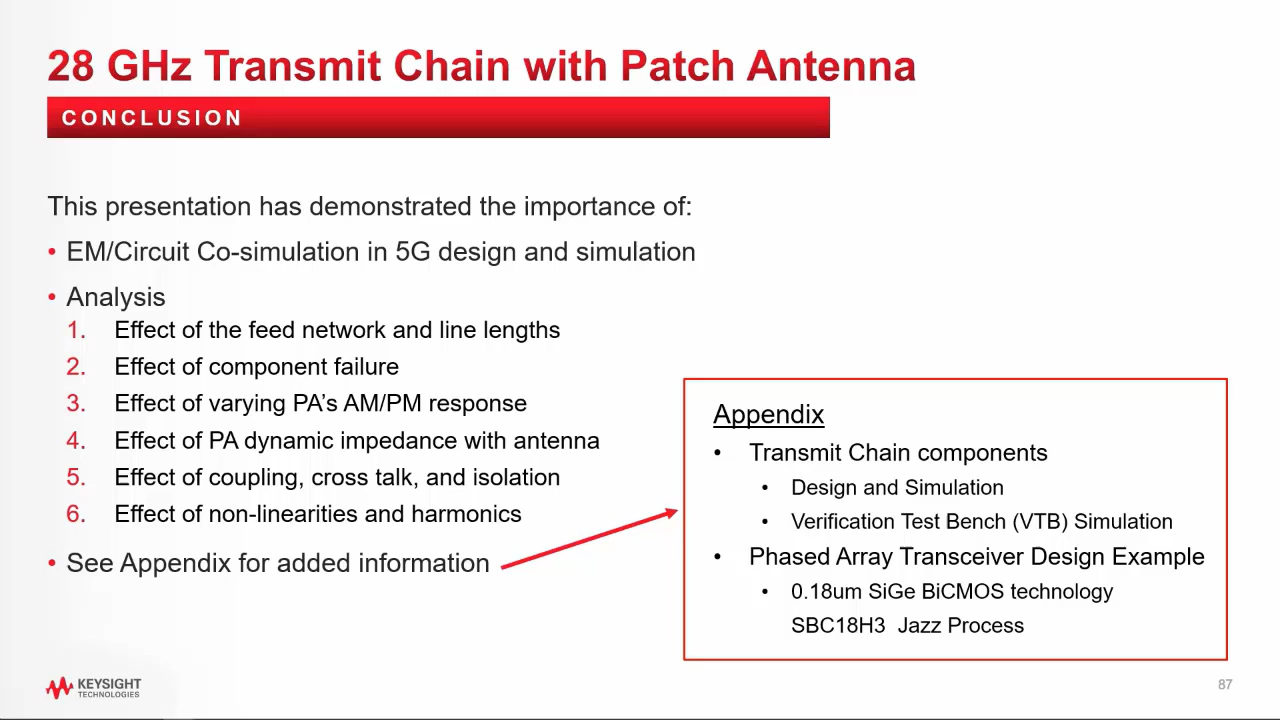 28 GHz Transmit Chain with Patch Antenna
CONCLUSION
This presentation has demonstrated the importance of:
• EM/Circuit Co-simulation in 5G design and simulation
• Analysis
1. Effect of the feed network and line lengths
2. Effect of component failure
3. Effect of varying PA’s AM/PM response
4. Effect of PA dynamic impedance with antenna
5. Effect of coupling, cross talk, and isolation
6. Effect of non-linearities and harmonics
• See Appendix for added information
Appendix
• Transmit Chain components
• Design and Simulation
• Verification Test Bench (VTB) Simulation
• Phased Array Transceiver Design Example
• 0.18um SiGe BiCMOS technology
SBC18H3 Jazz Process
KEYSIGHT
TECHNOLOGIES
87